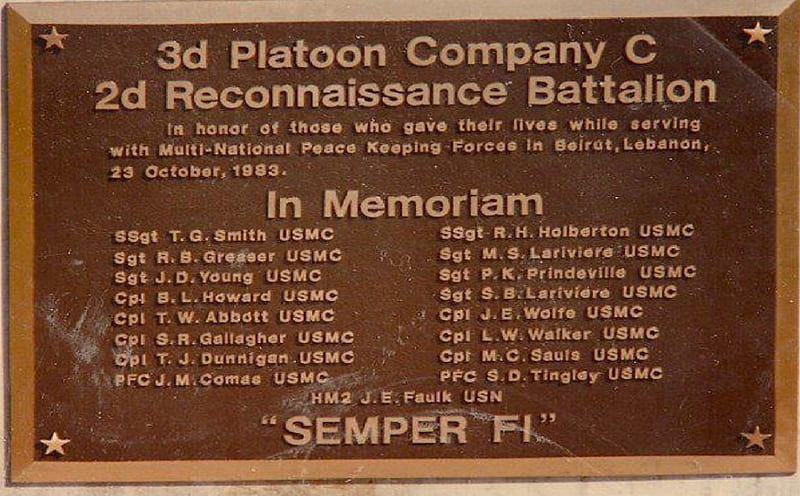 3d Platoon Company C
2d Reconnaissance Battalion
In honor of those who gave their lives while serving
with Multi-National Peace Keeping Forces in Beirut, Lebanon,
23 October, 1983.
In Memoriam
SSgt T. G. Smith USMC SSgt R. H. Holberton USMC
Sgt R. B. Greaser USMC Sgt M. S. Lariviere USMC
Sgt J. D. Young USMC Sgt P. K. Prindeville USMC
Cpl B. L. Howard USMC Sgt S. B. Lariviere USMC
Cpl T. W. Abbott USMC Cpl J. E. Wolfe USMC
Cpl S. R. Gallagher USMC Cpl L. W. Walker USMC
Cpl T. J. Dunnigan USMC Cpl M. C. Sauls USMC
PFC J. M. Comas USMC PFC S. D. Tingley USMC
HM2 J. E. Faulk USN
"SEMPER FI"